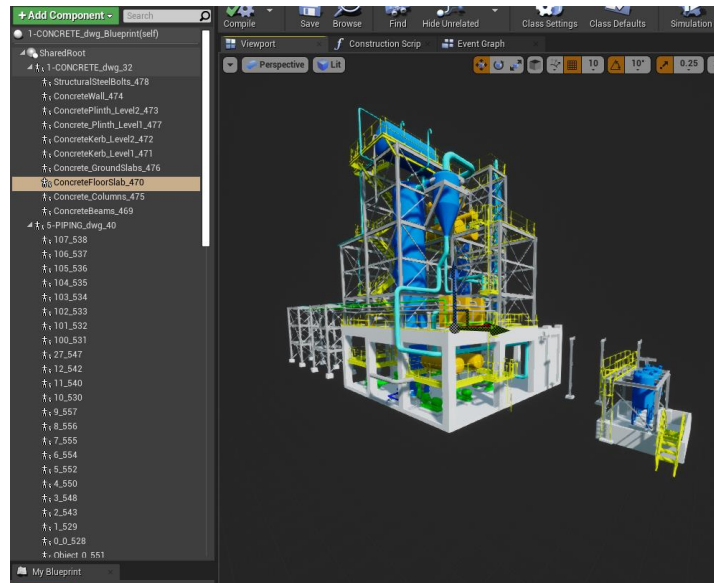 + Add Component Search
1-CONCRETE_dwg_Blueprint(self)
SharedRoot
1-CONCRETE_dwg_32
StructuralSteelBolts_478
ConcreteWall_474
ConcretePlinth_Level2_473
Concrete_Plinth_Level1_477
ConcreteKerb_Level2_472
ConcreteKerb_Level1_471
Concrete_GroundSlabs_476
ConcreteFloorSlab_470
Concrete_Columns_475
ConcreteBeams_469
5-PIPING_dwg_40
107_538
106_537
105_536
104_535
103_534
102_533
101_532
100_531
27_547
12_542
11_540
10_530
9_557
8_556
7_555
6_554
5_552
4_550
3_548
2_543
1_529
0_0_528
Object_0_551
My Blueprint
Compile Save Browse Find Hide Unrelated Class Settings Class Defaults Simulation
Viewport Construction Scrip Event Graph
Perspective Lit 10 10° 0.25